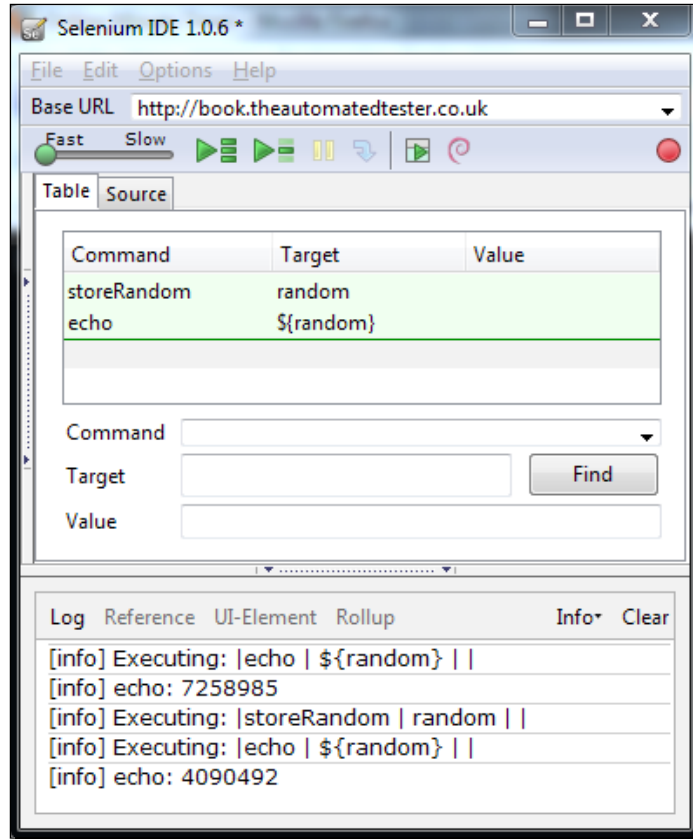 Selenium IDE 1.0.6 *
File Edit Options Help
Base URL http://book.theautomatedtester.co.uk
Fast Slow
Table Source
Command Target Value
storeRandom random
echo ${random}
Command
Target Find
Value
Log Reference UI-Element Rollup Info Clear
[info] Executing: |echo | ${random} | |
[info] echo: 7258985
[info] Executing: |storeRandom | random | |
[info] Executing: |echo | ${random} | |
[info] echo: 4090492